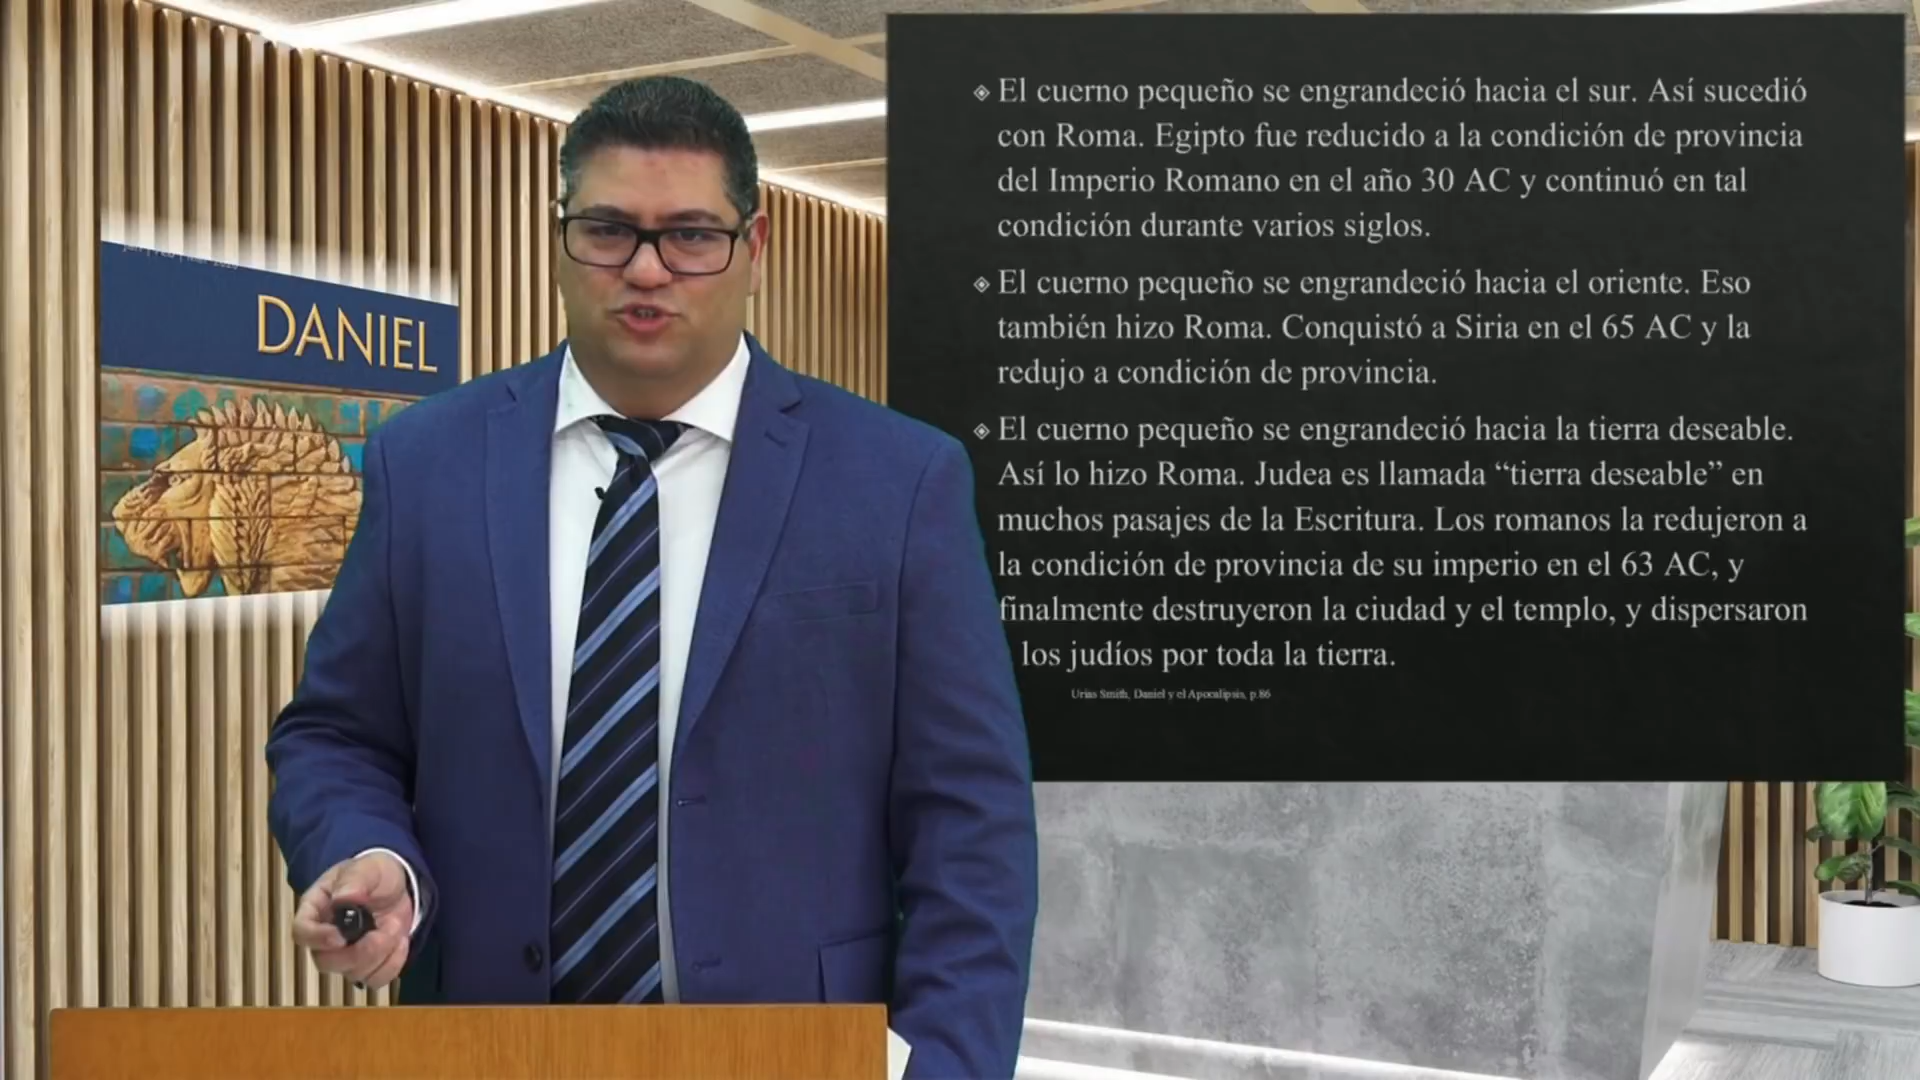 DANIEL
El cuerno pequeño se engrandeció hacia el sur. Así sucedió
con Roma. Egipto fue reducido a la condición de provincia
del Imperio Romano en el año 30 AC y continuó en tal
condición durante varios siglos.
El cuerno pequeño se engrandeció hacia el oriente. Eso
también hizo Roma. Conquistó a Siria en el 65 AC y la
redujo a condición de provincia.
El cuerno pequeño se engrandeció hacia la tierra deseable.
Así lo hizo Roma. Judea es llamada “tierra deseable” en
muchos pasajes de la Escritura. Los romanos la redujeron a
la condición de provincia de su imperio en el 63 AC, y
finalmente destruyeron la ciudad y el templo, y dispersaron
los judíos por toda la tierra.
Urias Smith, Daniel y el Apocalipsis, p.86